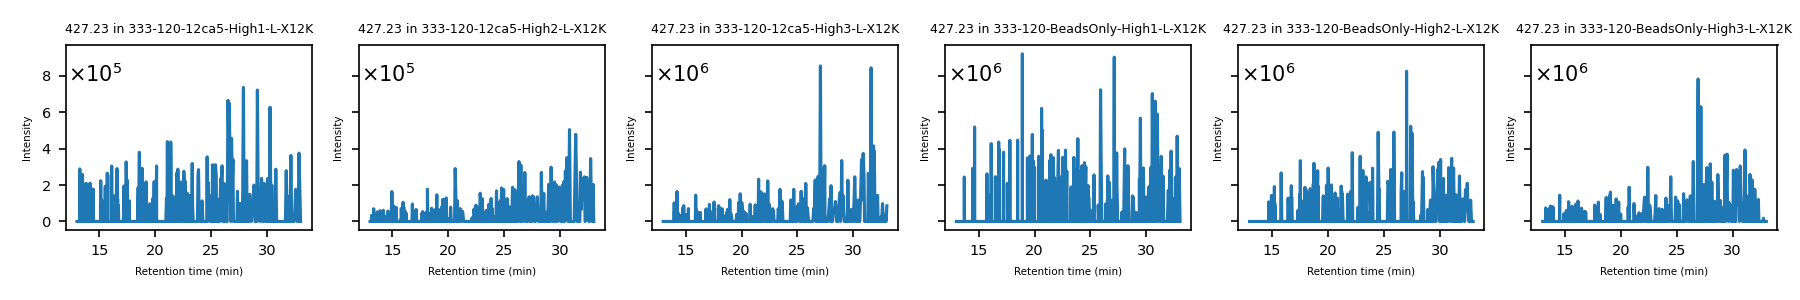 427.23 in 333-120-12ca5-High1-L-X12K
427.23 in 333-120-12ca5-High2-L-X12K
427.23 in 333-120-12ca5-High3-L-X12K
427.23 in 333-120-BeadsOnly-High1-L-X12K
427.23 in 333-120-BeadsOnly-High2-L-X12K
427.23 in 333-120-BeadsOnly-High3-L-X12K
×10⁵
×10⁵
×10⁶
×10⁶
×10⁶
×10⁶
8
6
4
2
0
Intensity
Intensity
Intensity
Intensity
Intensity
Intensity
15 20 25 30
15 20 25 30
15 20 25 30
15 20 25 30
15 20 25 30
15 20 25 30
Retention time (min)
Retention time (min)
Retention time (min)
Retention time (min)
Retention time (min)
Retention time (min)